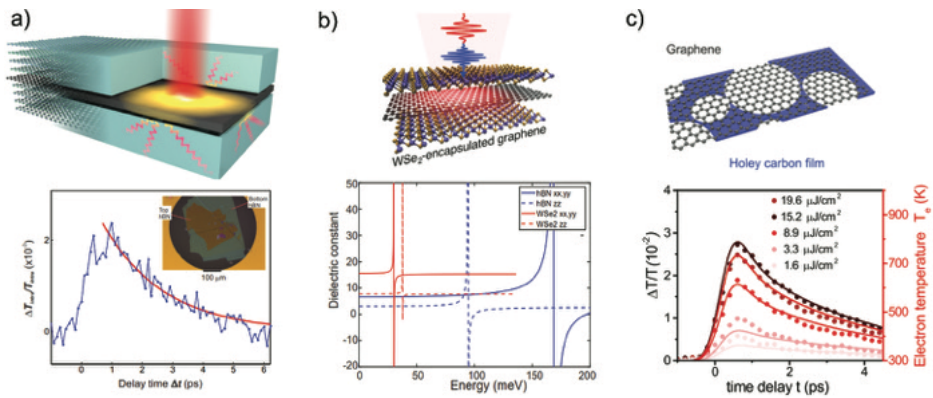 a)
2
0
ΔT_NIR/T_NIR (x10⁻³)
Top
hBN
Bottom
hBN
100 μm
0 1 2 3 4 5 6
Delay time Δt (ps)
b)
WSe₂-encapsulated graphene
50
40
30
20
10
0
-10
-20
Dielectric constant
hBN xx,yy
hBN zz
WSe2 xx,yy
WSe2 zz
0 50 100 150 200
Energy (meV)
c)
Graphene
Holey carbon film
4
3
2
1
0
ΔT/T (10⁻²)
19.6 μJ/cm²
15.2 μJ/cm²
8.9 μJ/cm²
3.3 μJ/cm²
1.6 μJ/cm²
900
700
500
300
Electron temperature Tₑ (K)
0 2 4
time delay t (ps)